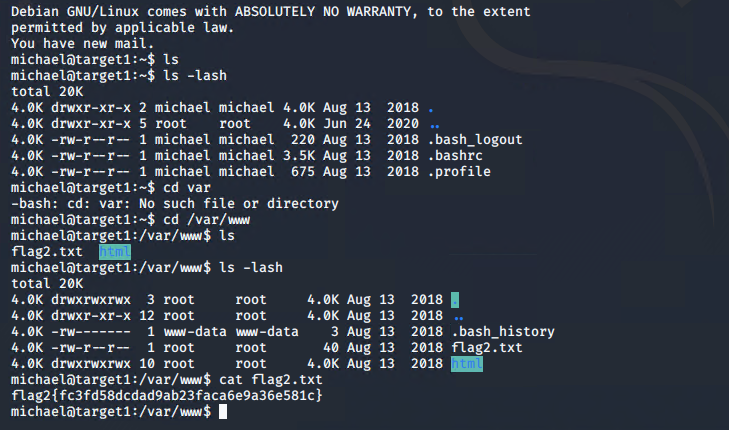 Debian GNU/Linux comes with ABSOLUTELY NO WARRANTY, to the extent
permitted by applicable law.
You have new mail.
michael@target1:~$ ls
michael@target1:~$ ls -lash
total 20K
4.0K drwxr-xr-x 2 michael michael 4.0K Aug 13  2018 .
4.0K drwxr-xr-x 5 root    root    4.0K Jun 24  2020 ..
4.0K -rw-r--r-- 1 michael michael  220 Aug 13  2018 .bash_logout
4.0K -rw-r--r-- 1 michael michael 3.5K Aug 13  2018 .bashrc
4.0K -rw-r--r-- 1 michael michael  675 Aug 13  2018 .profile
michael@target1:~$ cd var
-bash: cd: var: No such file or directory
michael@target1:~$ cd /var/www
michael@target1:/var/www$ ls
flag2.txt  html
michael@target1:/var/www$ ls -lash
total 20K
4.0K drwxrwxrwx  3 root     root     4.0K Aug 13  2018 .
4.0K drwxr-xr-x 12 root     root     4.0K Aug 13  2018 ..
4.0K -rw-------  1 www-data www-data    3 Aug 13  2018 .bash_history
4.0K -rw-r--r--  1 root     root       40 Aug 13  2018 flag2.txt
4.0K drwxrwxrwx 10 root     root     4.0K Aug 13  2018 html
michael@target1:/var/www$ cat flag2.txt
flag2{fc3fd58dcdad9ab23faca6e9a36e581c}
michael@target1:/var/www$